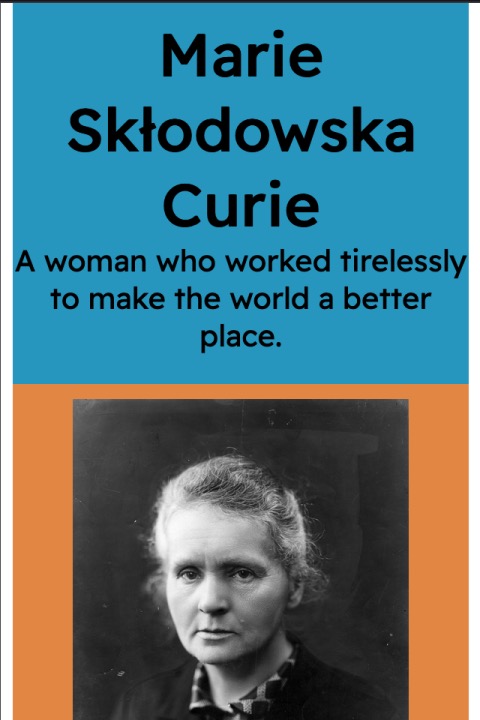 Marie
Skłodowska
Curie
A woman who worked tirelessly
to make the world a better
place.